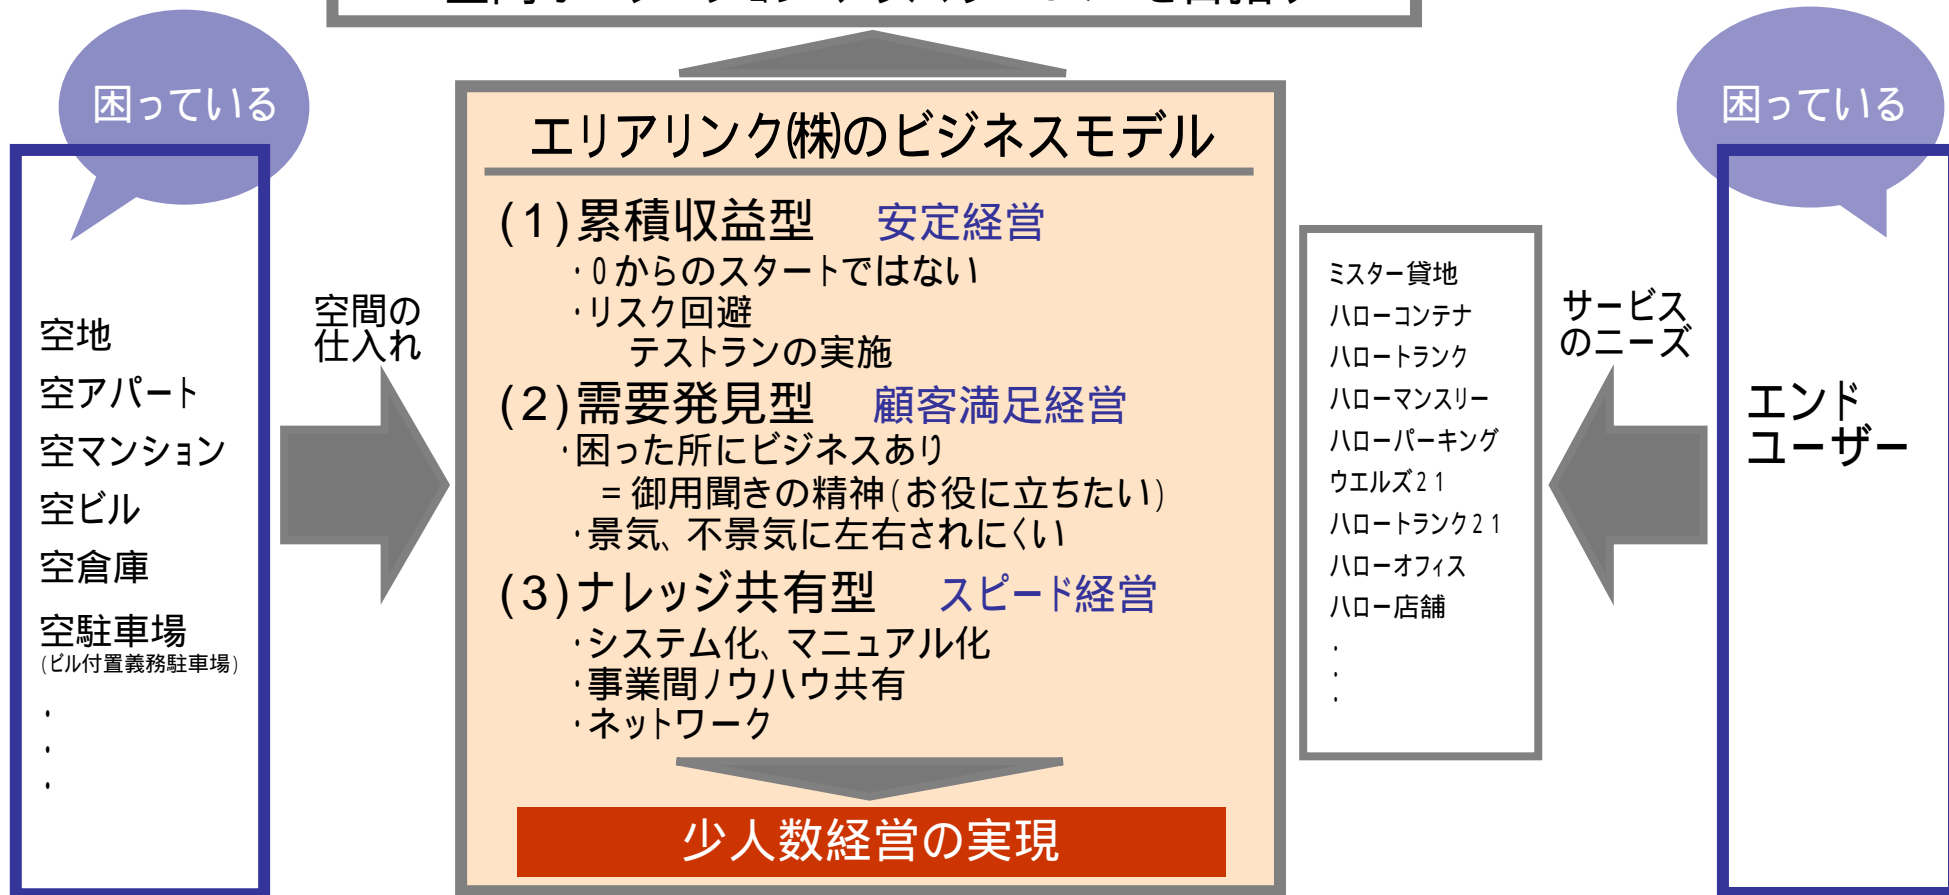 困っている
空地
空アパート
空マンション
空ビル
空倉庫
空駐車場
(ビル付置義務駐車場)
・
・
・
空間の
仕入れ
エリアリンク㈱のビジネスモデル
(1)累積収益型 安定経営
・0からのスタートではない
・リスク回避
テストランの実施
(2)需要発見型 顧客満足経営
・困った所にビジネスあり
=御用聞きの精神(お役に立ちたい)
・景気、不景気に左右されにくい
(3)ナレッジ共有型 スピード経営
・システム化、マニュアル化
・事業間ノウハウ共有
・ネットワーク
少人数経営の実現
ミスター貸地
ハローコンテナ
ハロートランク
ハローマンスリー
ハローパーキング
ウエルズ21
ハロートランク21
ハローオフィス
ハロー店舗
・
・
・
サービス
のニーズ
困っている
エンド
ユーザー